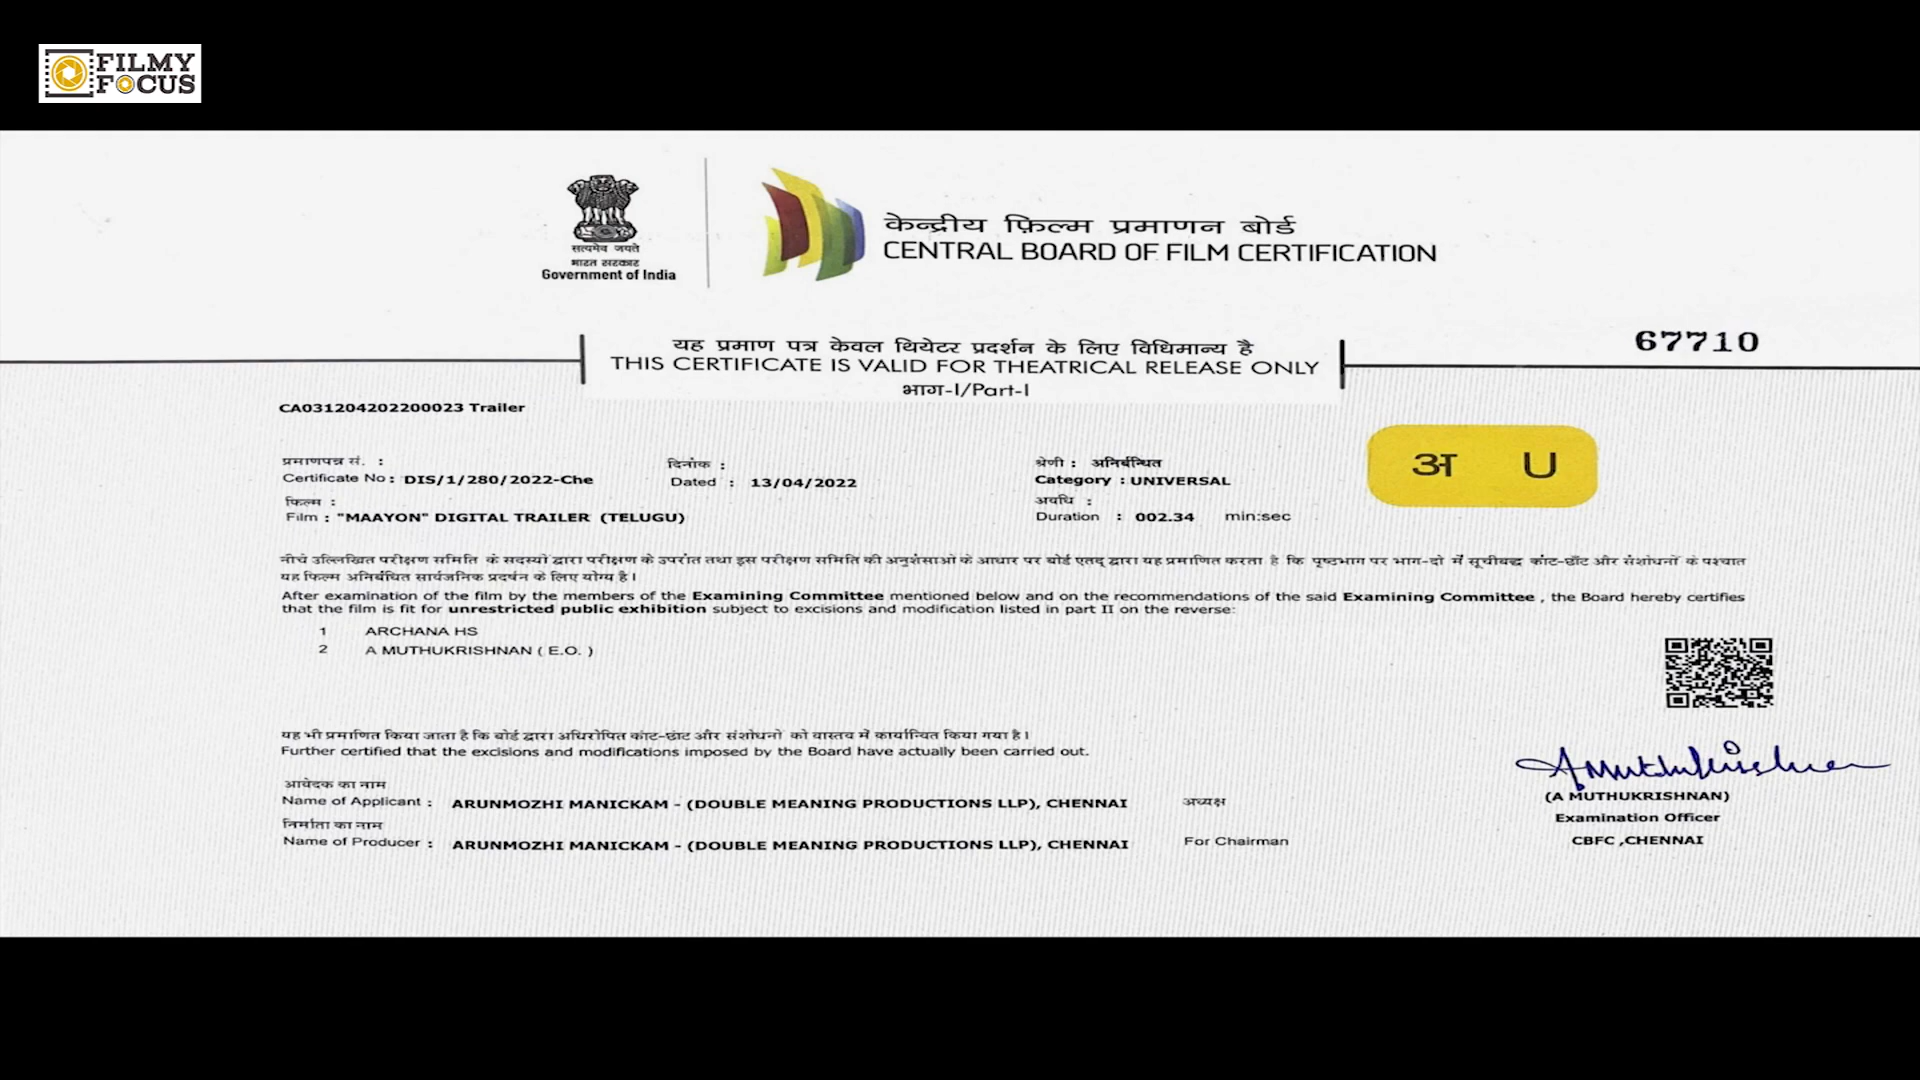 FILMY
FOCUS
सत्यमेव जयते
भारत सरकार
Government of India
केन्द्रीय फ़िल्म प्रमाणन बोर्ड
CENTRAL BOARD OF FILM CERTIFICATION
67710
यह प्रमाण पत्र केवल थियेटर प्रदर्शन के लिए विधिमान्य है
THIS CERTIFICATE IS VALID FOR THEATRICAL RELEASE ONLY
भाग-I/Part-I
CA031204202200023 Trailer
प्रमाणपत्र सं. : दिनांक : श्रेणी : अनिर्बन्धित
Certificate No : DIS/1/280/2022-Che Dated : 13/04/2022 Category : UNIVERSAL
अ U
फिल्म : अवधि :
Film : "MAAYON" DIGITAL TRAILER (TELUGU) Duration : 002.34 min:sec
नीचे उल्लिखित परीक्षण समिति के सदस्यो द्वारा परीक्षण के उपरांत तथा इस परीक्षण समिति की अनुशंसाओ के आधार पर बोर्ड एतद् द्वारा यह प्रमाणित करता है कि पृष्ठभाग पर भाग-दो में सूचीबद्ध कांट-छाँट और संशोधनों के पश्चात
यह फिल्म अनिर्बंधित सार्वजनिक प्रदर्षन के लिए योग्य है।
After examination of the film by the members of the Examining Committee mentioned below and on the recommendations of the said Examining Committee , the Board hereby certifies
that the film is fit for unrestricted public exhibition subject to excisions and modification listed in part II on the reverse:
1 ARCHANA HS
2 A MUTHUKRISHNAN ( E.O. )
यह भी प्रमाणित किया जाता है कि बोर्ड द्वारा अधिरोपित कांट-छांट और संशोधनों को वास्तव में कार्यान्वित किया गया है।
Further certified that the excisions and modifications imposed by the Board have actually been carried out.
आवेदक का नाम
Name of Applicant : ARUNMOZHI MANICKAM - (DOUBLE MEANING PRODUCTIONS LLP), CHENNAI अध्यक्ष
निर्माता का नाम
Name of Producer : ARUNMOZHI MANICKAM - (DOUBLE MEANING PRODUCTIONS LLP), CHENNAI For Chairman
A Muthukrishnan
(A MUTHUKRISHNAN)
Examination Officer
CBFC ,CHENNAI